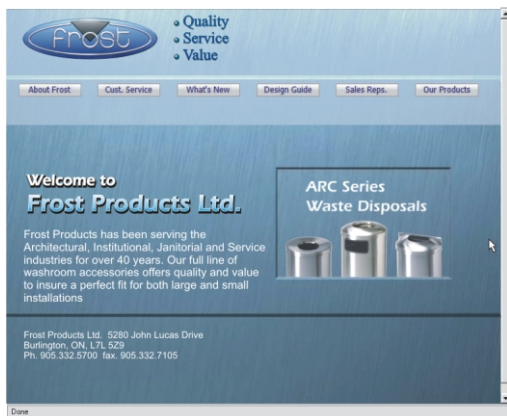 Frost
Quality
Service
Value
About Frost
Cust. Service
What's New
Design Guide
Sales Reps.
Our Products
Welcome to
Frost Products Ltd.
Frost Products has been serving the
Architectural, Institutional, Janitorial and Service
industries for over 40 years. Our full line of
washroom accessories offers quality and value
to insure a perfect fit for both large and small
installations
ARC Series
Waste Disposals
Frost Products Ltd. 5280 John Lucas Drive
Burlington, ON, L7L 5Z9
Ph. 905.332.5700 fax. 905.332.7105
Done